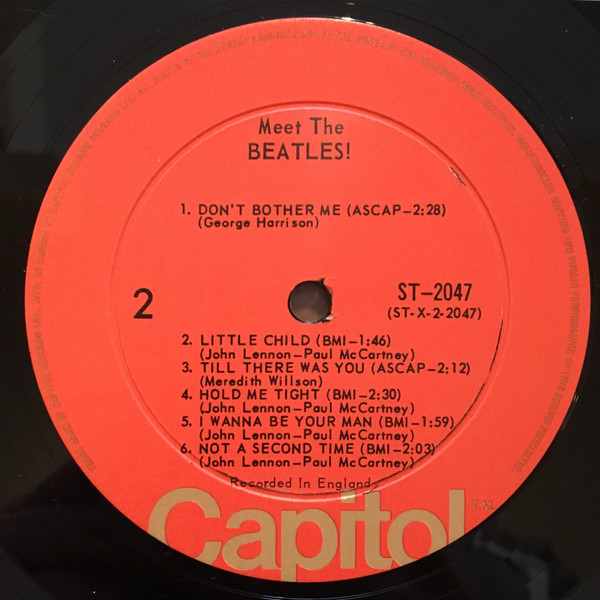 Meet The
BEATLES!
1. DON'T BOTHER ME (ASCAP-2:28)
(George Harrison)
2
ST-2047
(ST-X-2-2047)
2. LITTLE CHILD (BMI-1:46)
(John Lennon-Paul McCartney)
3. TILL THERE WAS YOU (ASCAP-2:12)
(Meredith Willson)
4. HOLD ME TIGHT (BMI-2:30)
(John Lennon-Paul McCartney)
5. I WANNA BE YOUR MAN (BMI-1:59)
(John Lennon-Paul McCartney)
6. NOT A SECOND TIME (BMI-2:03)
(John Lennon-Paul McCartney)
Recorded In England
Capitol T.M.